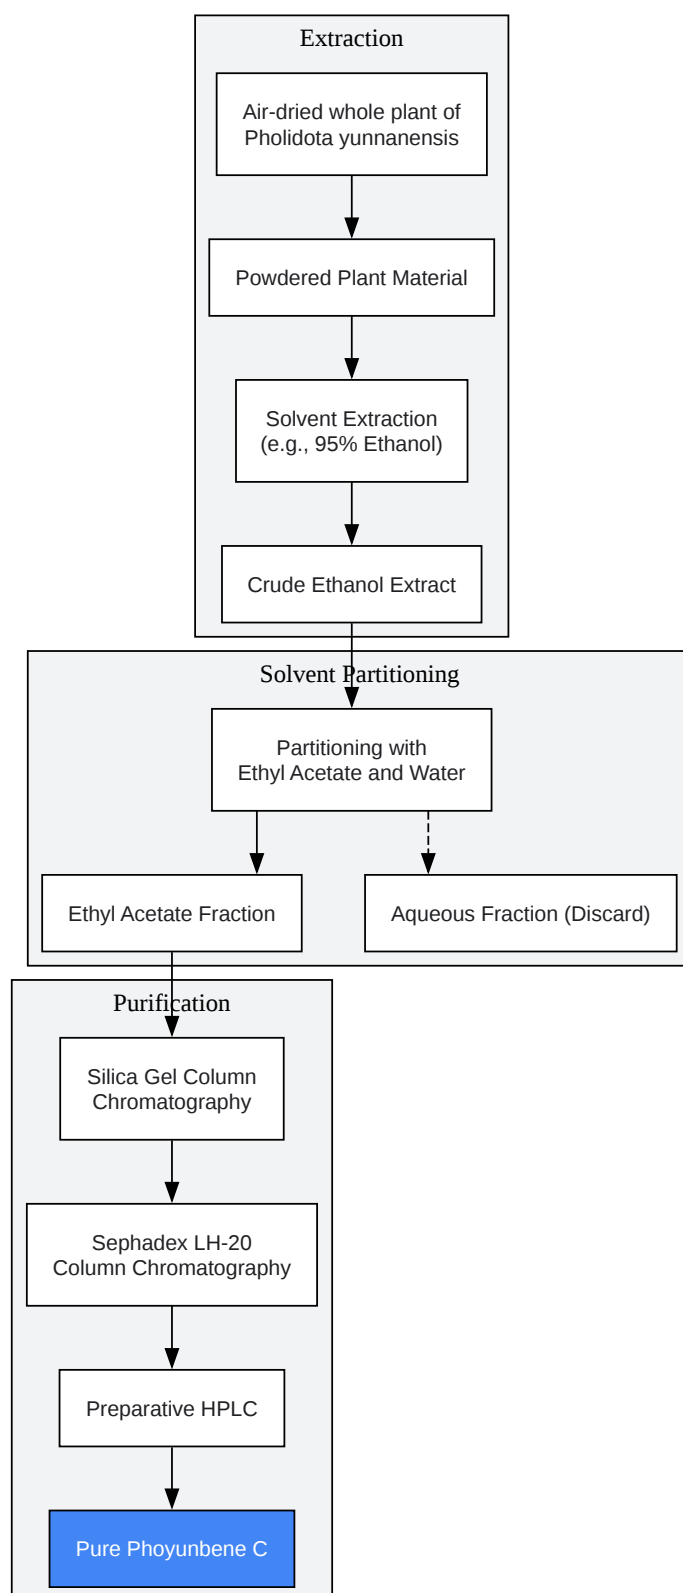 Extraction
Air-dried whole plant of
Pholidota yunnanensis
Powdered Plant Material
Solvent Extraction
(e.g., 95% Ethanol)
Crude Ethanol Extract
Solvent Partitioning
Partitioning with
Ethyl Acetate and Water
Ethyl Acetate Fraction
Aqueous Fraction (Discard)
Purification
Silica Gel Column
Chromatography
Sephadex LH-20
Column Chromatography
Preparative HPLC
Pure Phoyunbene C